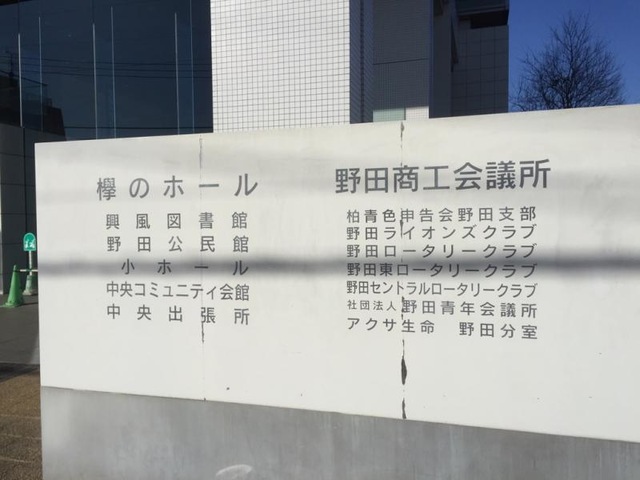 欅のホール
興風図書館
野田公民館
小ホール
中央コミュニティ会館
中央出張所
野田商工会議所
柏青色申告会野田支部
野田ライオンズクラブ
野田ロータリークラブ
野田東ロータリークラブ
野田セントラルロータリークラブ
社団法人野田青年会議所
アクサ生命 野田分室